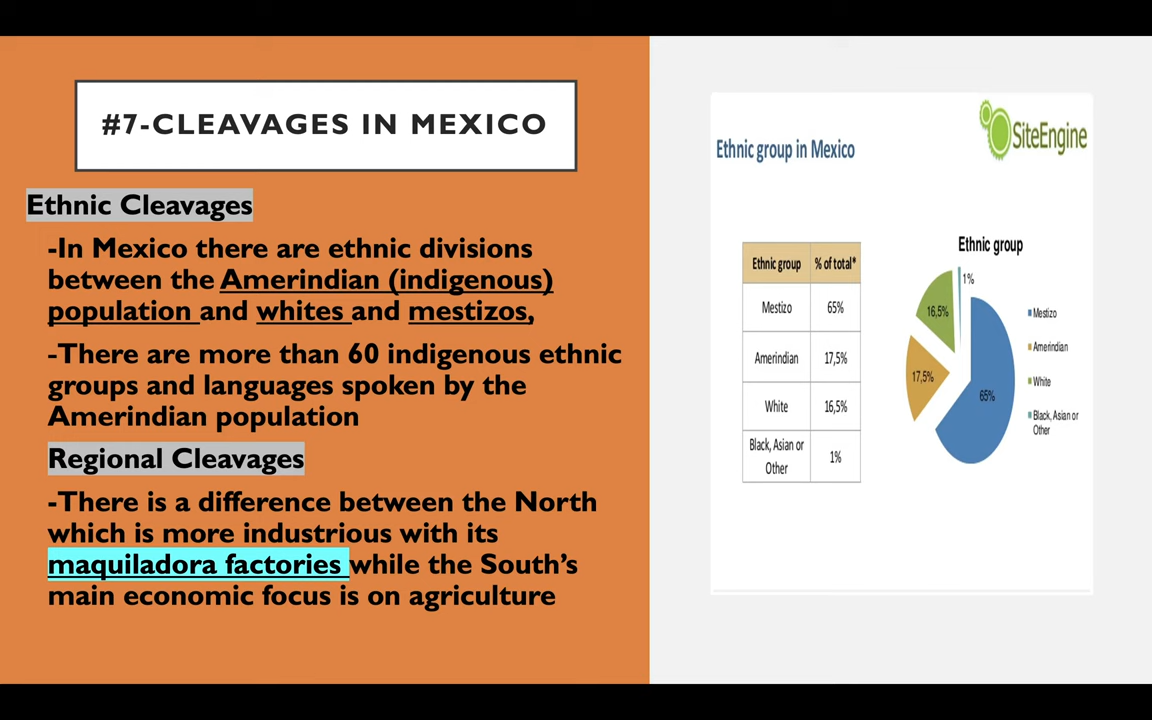 #7-CLEAVAGES IN MEXICO
Ethnic Cleavages
-In Mexico there are ethnic divisions
between the Amerindian (indigenous)
population and whites and mestizos,
-There are more than 60 indigenous ethnic
groups and languages spoken by the
Amerindian population
Regional Cleavages
-There is a difference between the North
which is more industrious with its
maquiladora factories while the South's
main economic focus is on agriculture
SiteEngine
Ethnic group in Mexico
Ethnic group % of total*
Mestizo 65%
Amerindian 17,5%
White 16,5%
Black, Asian or
Other 1%
Ethnic group
1%
16,5%
17,5%
65%
Mestizo
Amerindian
White
Black, Asian or
Other